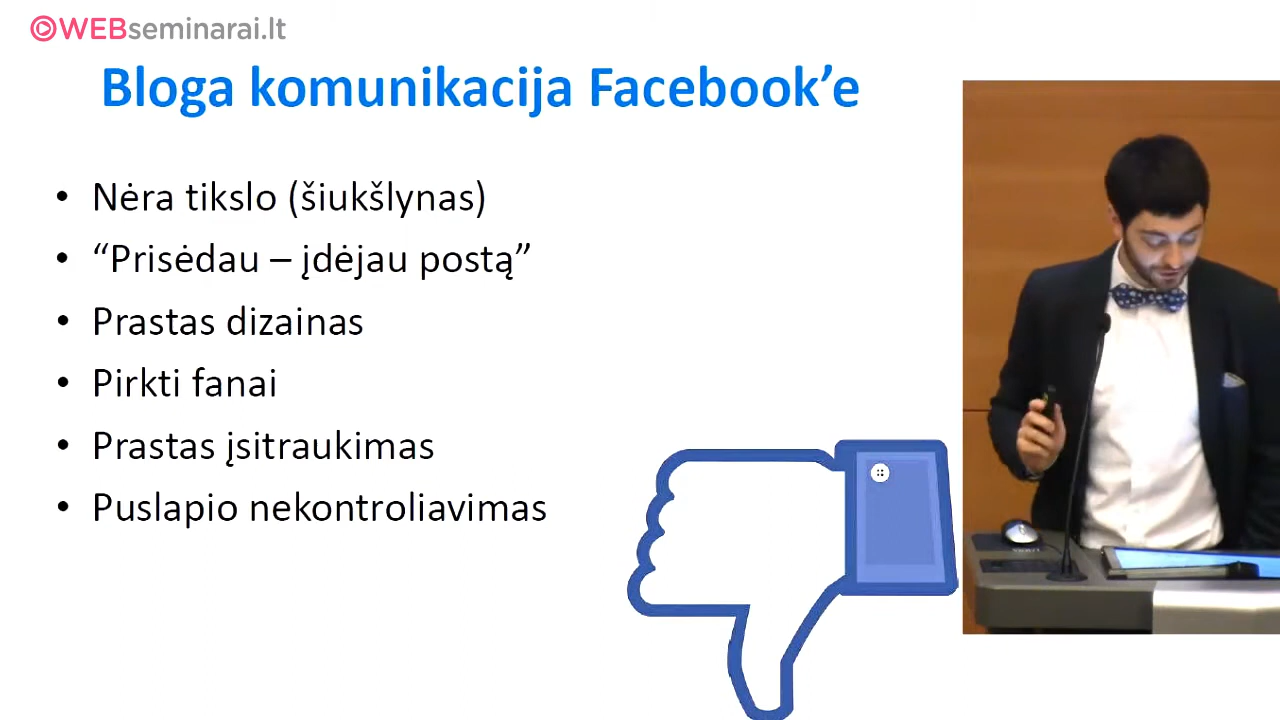 WEBseminarai.lt
Bloga komunikacija Facebook’e
• Nėra tikslo (šiukšlynas)
• “Prisėdau – įdėjau postą”
• Prastas dizainas
• Pirkti fanai
• Prastas įsitraukimas
• Puslapio nekontroliavimas